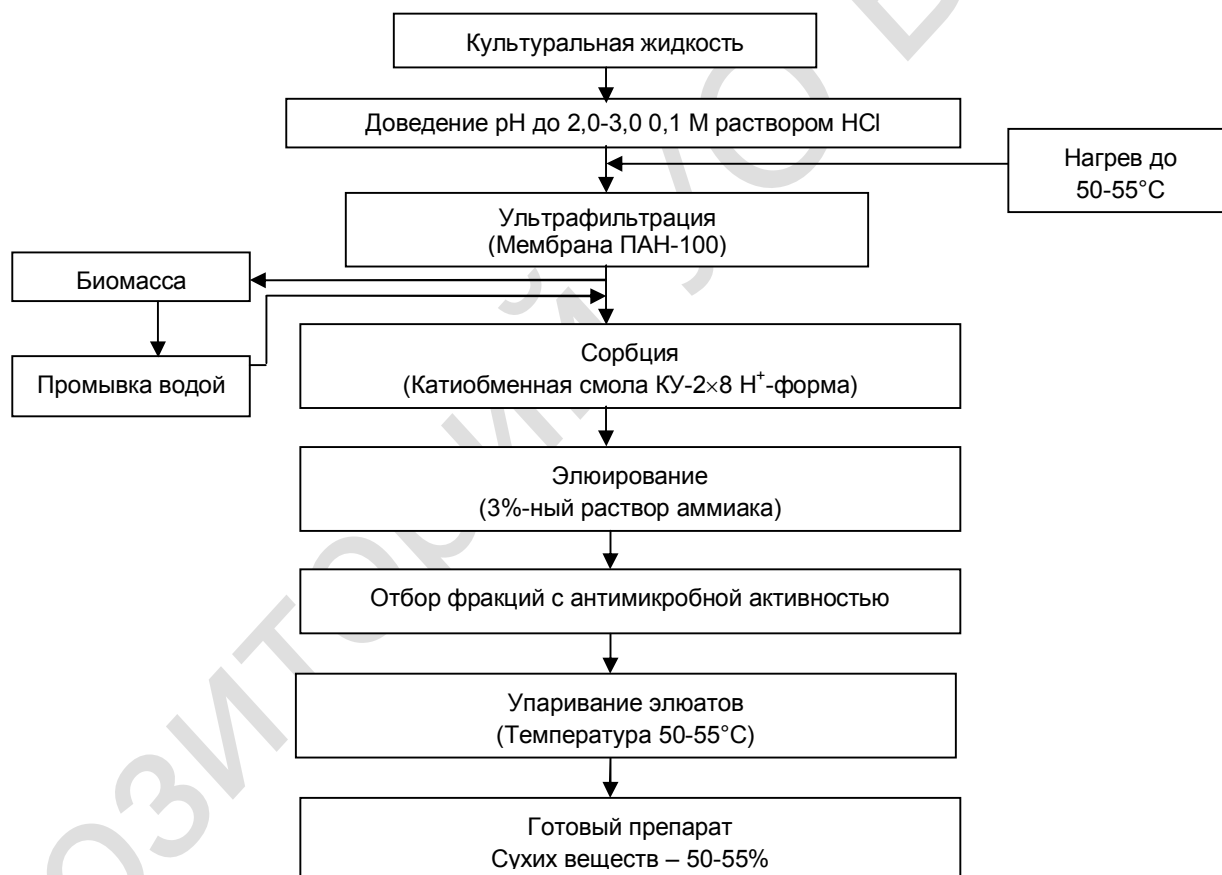 Культуральная жидкость
Доведение рН до 2,0-3,0 0,1 М раствором HCl
Нагрев до
50-55°С
Ультрафильтрация
(Мембрана ПАН-100)
Биомасса
Промывка водой
Сорбция
(Катиобменная смола КУ-2×8 Н⁺-форма)
Элюирование
(3%-ный раствор аммиака)
Отбор фракций с антимикробной активностью
Упаривание элюатов
(Температура 50-55°С)
Готовый препарат
Сухих веществ – 50-55%